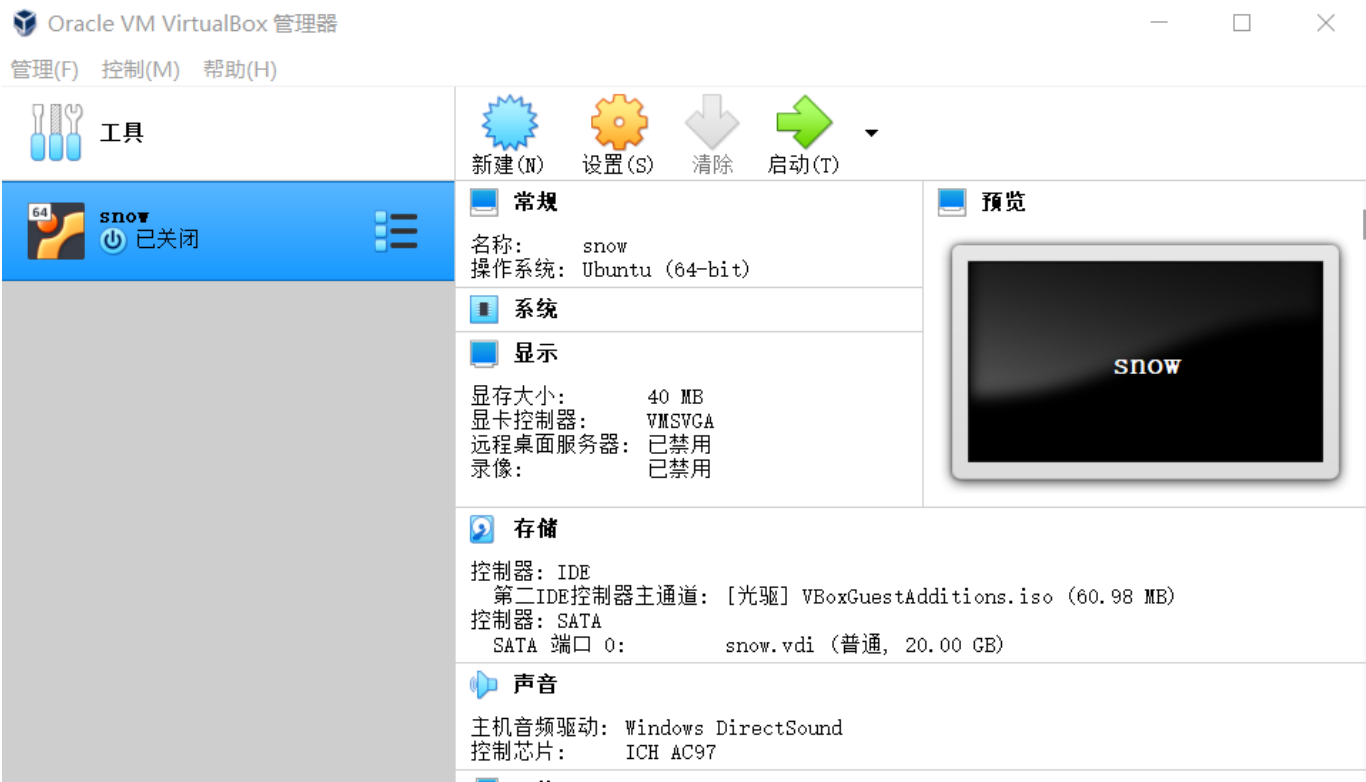 Oracle VM VirtualBox 管理器
管理(F) 控制(M) 帮助(H)
工具
新建(N) 设置(S) 清除 启动(T)
64
snow
已关闭
常规
名称: snow
操作系统: Ubuntu (64-bit)
系统
显示
显存大小: 40 MB
显卡控制器: VMSVGA
远程桌面服务器: 已禁用
录像: 已禁用
预览
snow
存储
控制器: IDE
第二IDE控制器主通道: [光驱] VBoxGuestAdditions.iso (60.98 MB)
控制器: SATA
SATA 端口 0: snow.vdi (普通, 20.00 GB)
声音
主机音频驱动: Windows DirectSound
控制芯片: ICH AC97